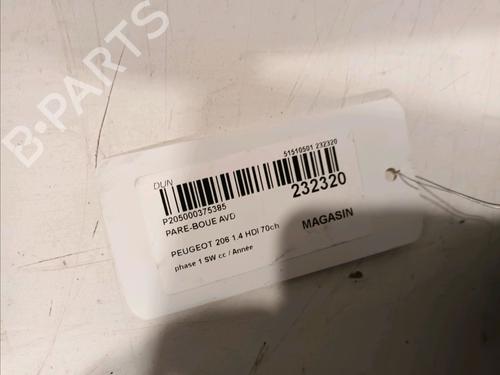 B-PARTS
DUN
51510501 232320
P205000375385
232320
PARE-BOUE AVD
PEUGEOT 206 1.4 HDI 70ch
MAGASIN
phase 1 SW cc / Année